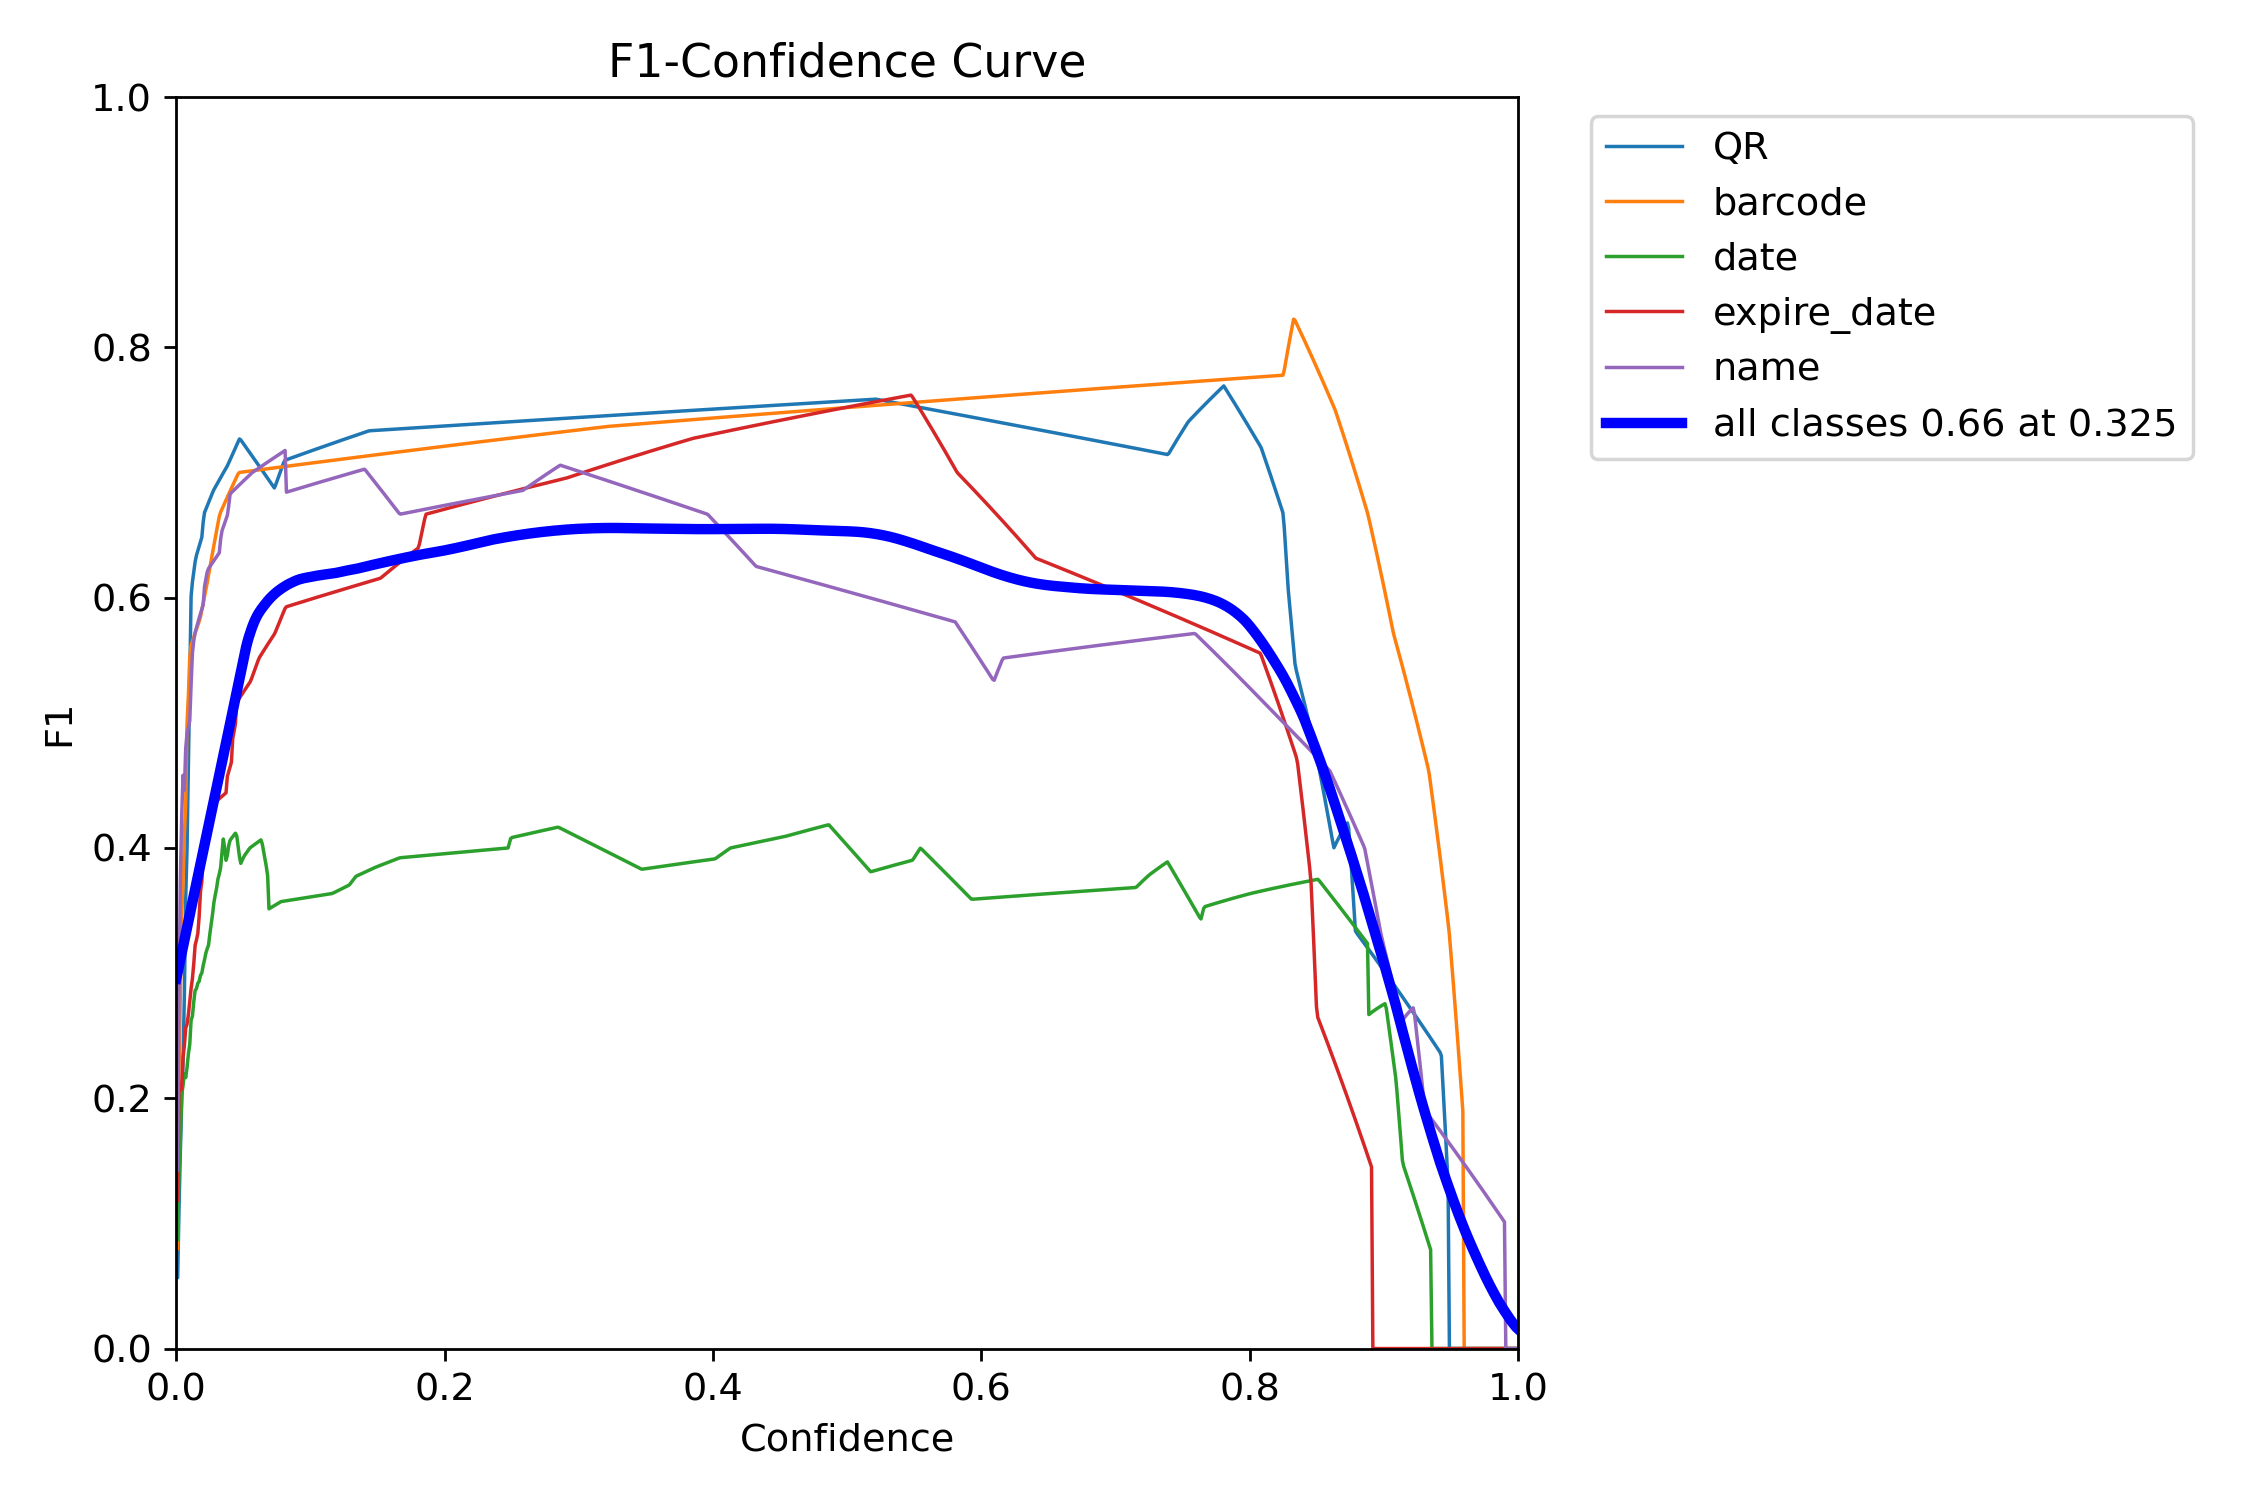 F1-Confidence Curve
1.0
0.8
0.6
0.4
0.2
0.0
F1
0.0 0.2 0.4 0.6 0.8 1.0
Confidence
QR
barcode
date
expire_date
name
all classes 0.66 at 0.325